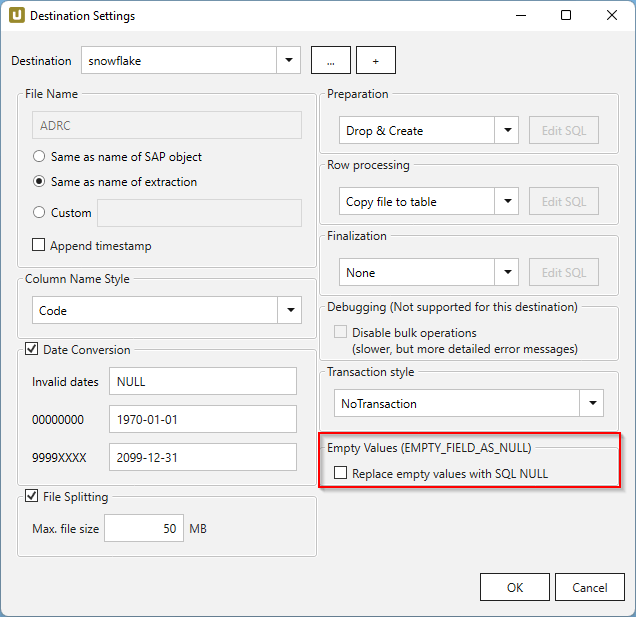 Destination Settings
Destination
snowflake
...
+
File Name
ADRC
Same as name of SAP object
Same as name of extraction
Custom
Append timestamp
Column Name Style
Code
Date Conversion
Invalid dates
NULL
00000000
1970-01-01
9999XXXX
2099-12-31
File Splitting
Max. file size
50
MB
Preparation
Drop & Create
Edit SQL
Row processing
Copy file to table
Edit SQL
Finalization
None
Edit SQL
Debugging (Not supported for this destination)
Disable bulk operations
(slower, but more detailed error messages)
Transaction style
NoTransaction
Empty Values (EMPTY_FIELD_AS_NULL)
Replace empty values with SQL NULL
OK
Cancel